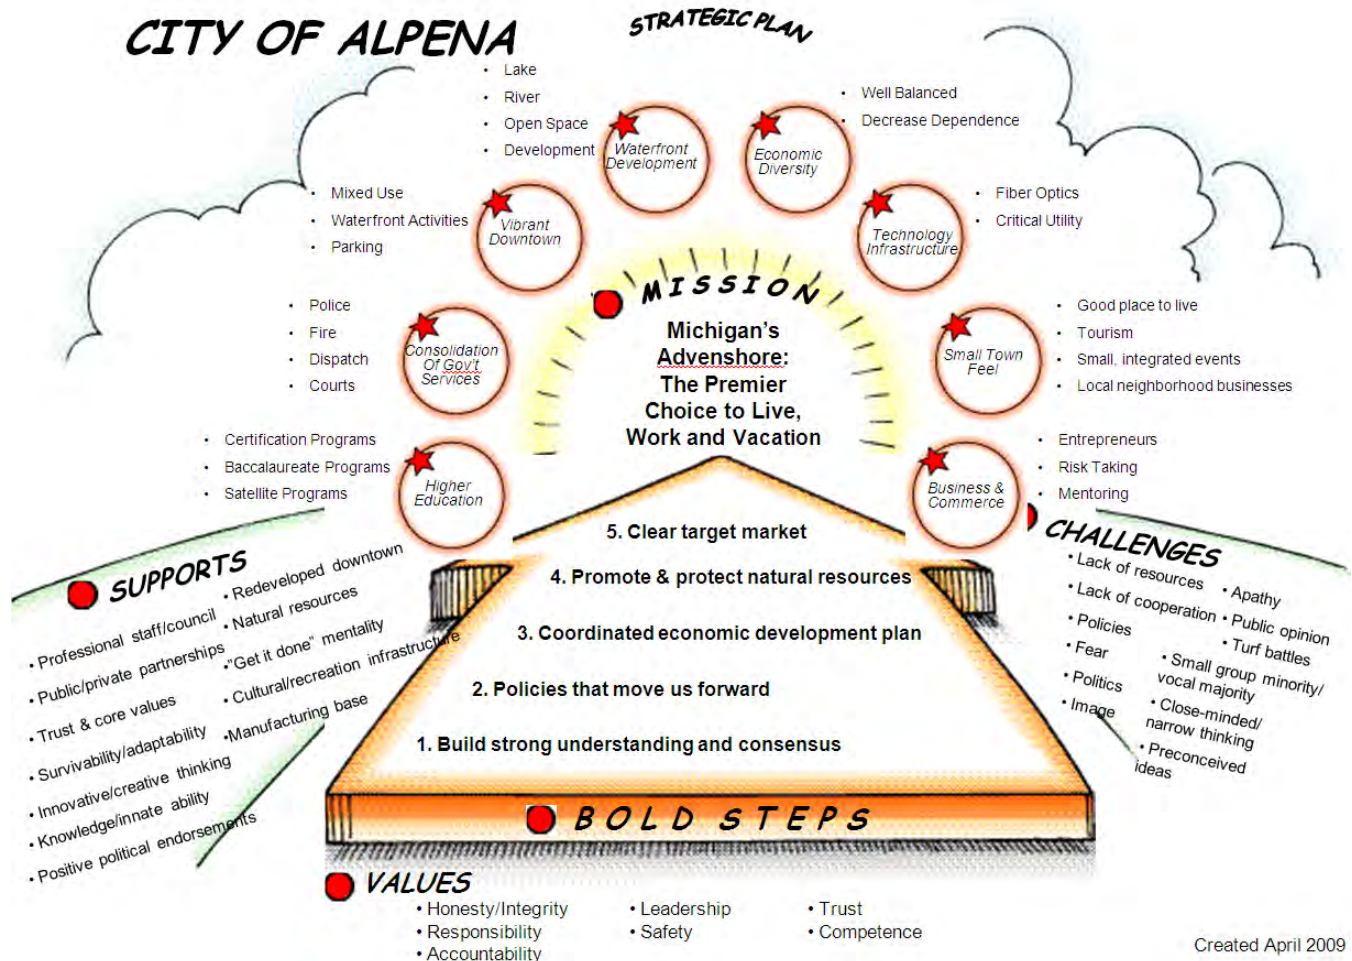 CITY OF ALPENA
STRATEGIC PLAN
• Lake
• River
• Open Space
• Development
Waterfront
Development
• Well Balanced
• Decrease Dependence
Economic
Diversity
• Mixed Use
• Waterfront Activities
• Parking
Vibrant
Downtown
• Fiber Optics
• Critical Utility
Technology
Infrastructure
• Police
• Fire
• Dispatch
• Courts
Consolidation
Of Gov't
Services
• Good place to live
• Tourism
• Small, integrated events
• Local neighborhood businesses
Small Town
Feel
• Certification Programs
• Baccalaureate Programs
• Satellite Programs
Higher
Education
• Entrepreneurs
• Risk Taking
• Mentoring
Business &
Commerce
MISSION
Michigan's
Advenshore:
The Premier
Choice to Live,
Work and Vacation
5. Clear target market
4. Promote & protect natural resources
3. Coordinated economic development plan
2. Policies that move us forward
1. Build strong understanding and consensus
BOLD STEPS
SUPPORTS
• Professional staff/council
• Public/private partnerships
• Trust & core values
• Survivability/adaptability
• Innovative/creative thinking
• Knowledge/innate ability
• Positive political endorsements
• Redeveloped downtown
• Natural resources
•"Get it done" mentality
• Cultural/recreation infrastructure
•Manufacturing base
CHALLENGES
• Lack of resources
• Lack of cooperation
• Policies
• Fear
• Politics
• Image
• Apathy
• Public opinion
• Turf battles
• Small group minority/
vocal majority
• Close-minded/
narrow thinking
• Preconceived
ideas
VALUES
• Honesty/Integrity
• Responsibility
• Accountability
• Leadership
• Safety
• Trust
• Competence
Created April 2009